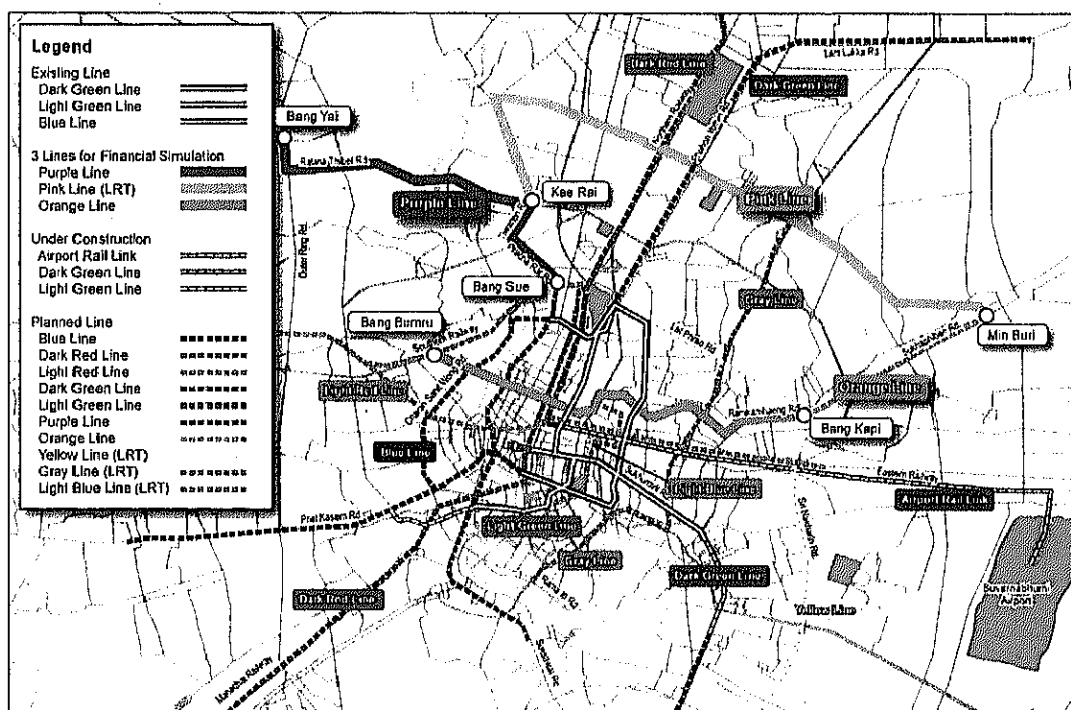 Legend
Existing Line
Dark Green Line
Light Green Line
Blue Line
3 Lines for Financial Simulation
Purple Line
Pink Line (LRT)
Orange Line
Under Construction
Airport Rail Link
Dark Green Line
Light Green Line
Planned Line
Blue Line
Dark Red Line
Light Red Line
Dark Green Line
Light Green Line
Purple Line
Orange Line
Yellow Line (LRT)
Gray Line (LRT)
Light Blue Line (LRT)
Dark Red Line
Dark Green Line
Bang Yai
Purple Line
Kae Rai
Pink Line
Outer Ring Rd
Bang Sue
Gray Line
Bang Bumru
Min Buri
Light Red Line
Orange Line
Ramkamhaeng Rd
Bang Kapi
Blue Line
Eastern Railway
Light Blue Line
Airport Rail Link
Light Green Line
Gray Line
Dark Green Line
Dark Red Line
Yellow Line
Suvarnabhumi
Airport